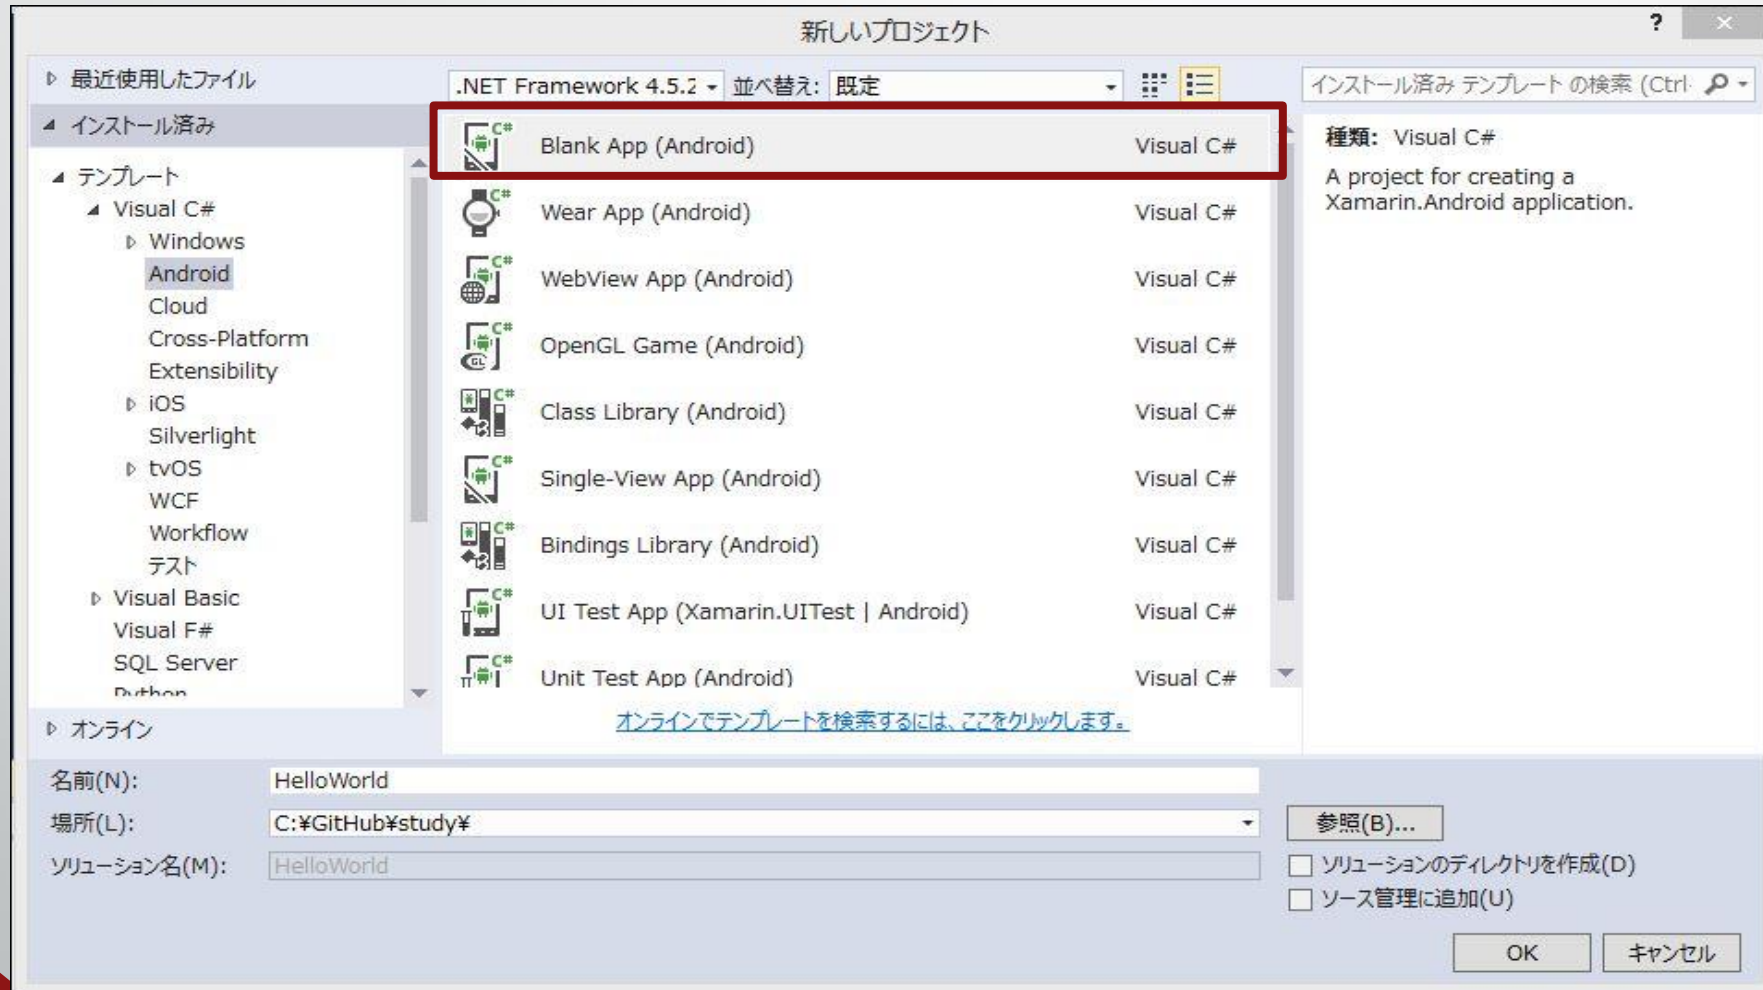 新しいプロジェクト
?
最近使用したファイル
インストール済み
テンプレート
Visual C#
Windows
Android
Cloud
Cross-Platform
Extensibility
iOS
Silverlight
tvOS
WCF
Workflow
テスト
Visual Basic
Visual F#
SQL Server
Python
オンライン
.NET Framework 4.5.2 並べ替え: 既定
Blank App (Android) Visual C#
Wear App (Android) Visual C#
WebView App (Android) Visual C#
OpenGL Game (Android) Visual C#
Class Library (Android) Visual C#
Single-View App (Android) Visual C#
Bindings Library (Android) Visual C#
UI Test App (Xamarin.UITest | Android) Visual C#
Unit Test App (Android) Visual C#
オンラインでテンプレートを検索するには、ここをクリックします。
インストール済み テンプレート の検索 (Ctrl-
種類: Visual C#
A project for creating a
Xamarin.Android application.
名前(N): HelloWorld
場所(L): C:¥GitHub¥study¥ 参照(B)...
ソリューション名(M): HelloWorld
ソリューションのディレクトリを作成(D)
ソース管理に追加(U)
OK キャンセル